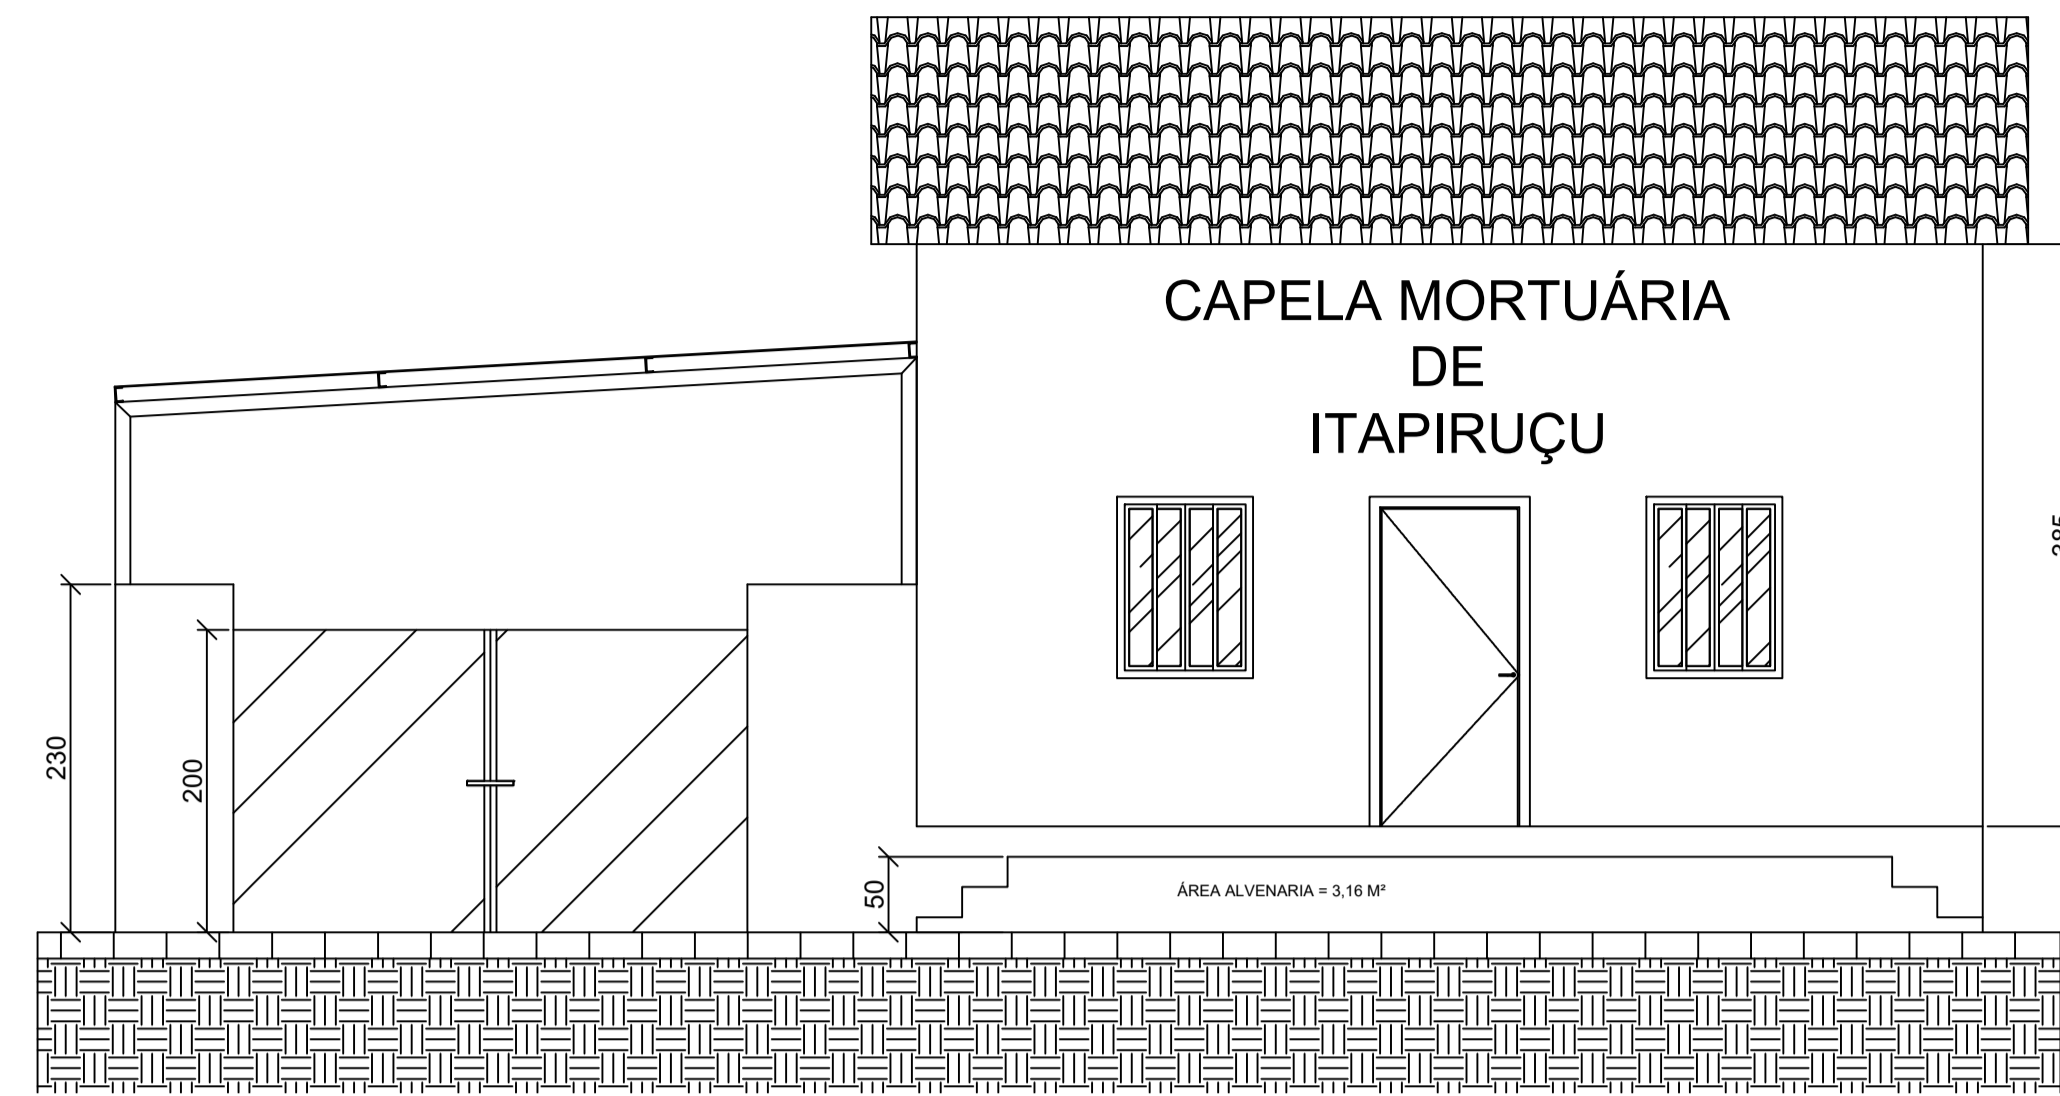 CAPELA MORTUÁRIA
DE
ITAPIRUÇU
230
200
50
ÁREA ALVENARIA = 3,16 M²